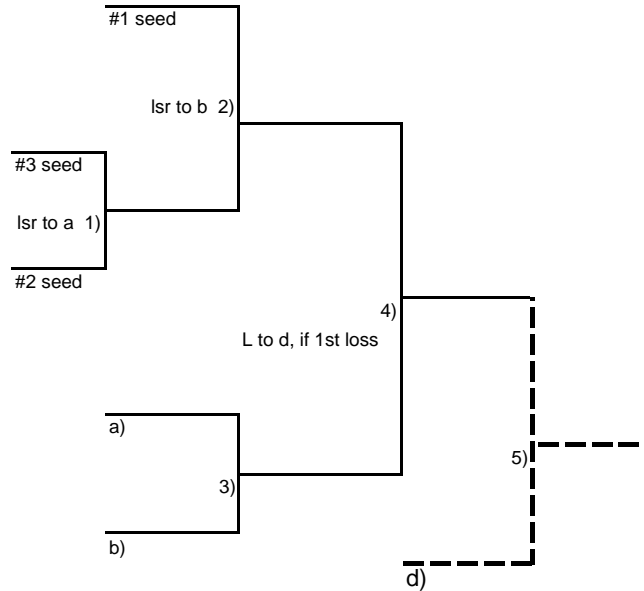 #1 seed
lsr to b 2)
#3 seed
lsr to a 1)
#2 seed
4)
L to d, if 1st loss
a)
5)
3)
b)
d)